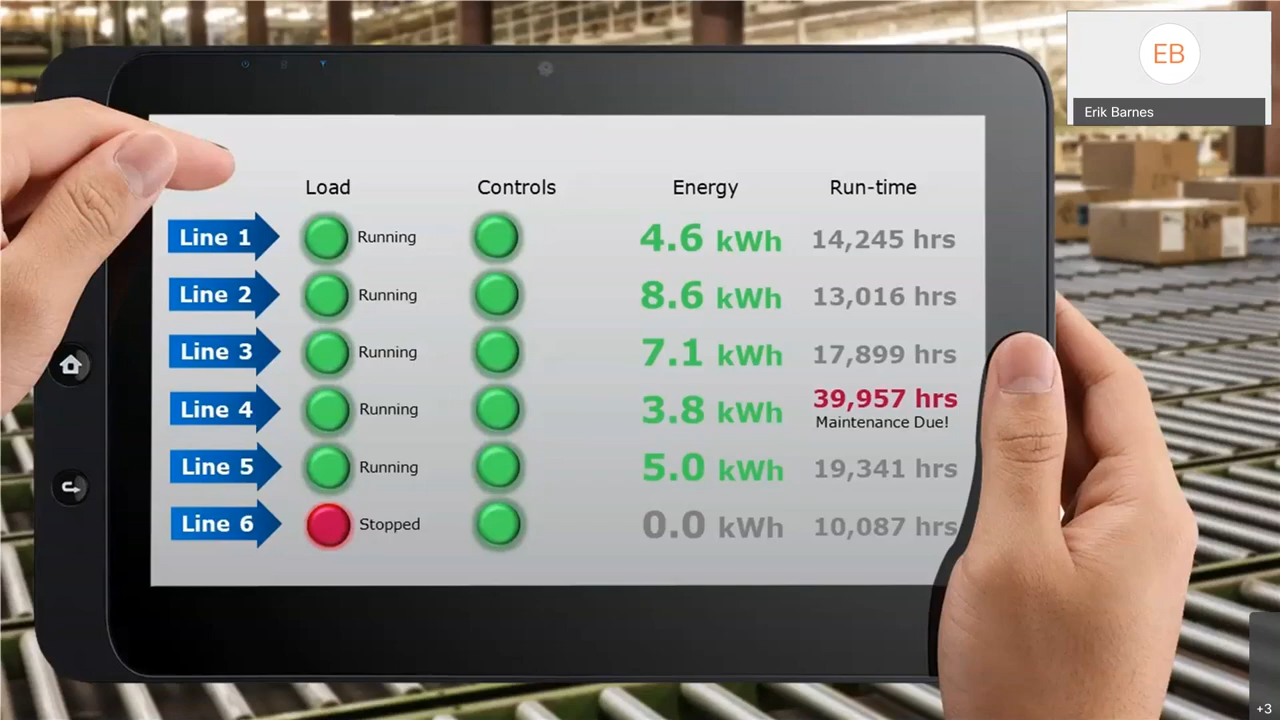 EB
Erik Barnes
Load Controls Energy Run-time
Line 1 Running 4.6 kWh 14,245 hrs
Line 2 Running 8.6 kWh 13,016 hrs
Line 3 Running 7.1 kWh 17,899 hrs
Line 4 Running 3.8 kWh 39,957 hrs
Maintenance Due!
Line 5 Running 5.0 kWh 19,341 hrs
Line 6 Stopped 0.0 kWh 10,087 hrs
+3